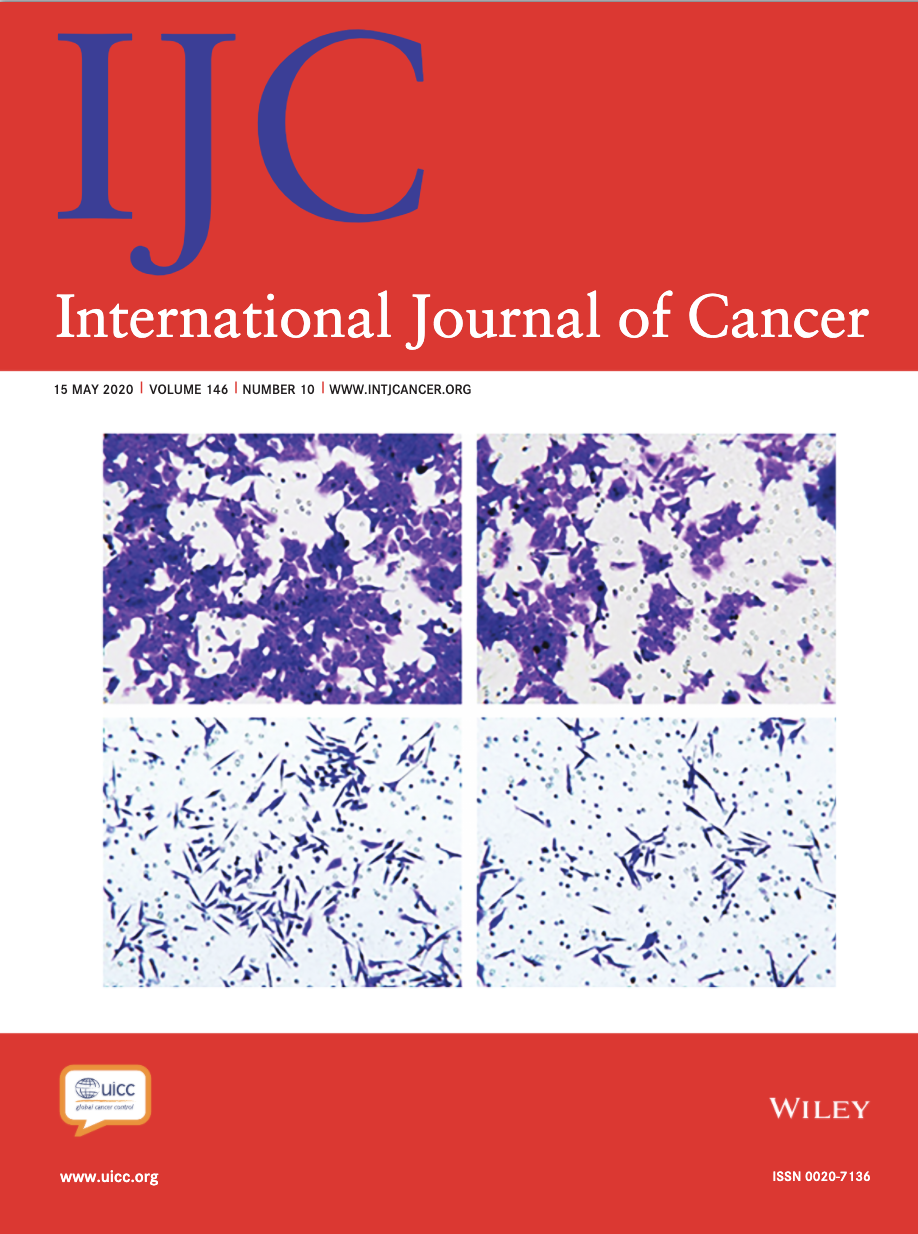 IJC
International Journal of Cancer
15 MAY 2020 | VOLUME 146 | NUMBER 10 | WWW.INTJCANCER.ORG
uicc
global cancer control
WILEY
www.uicc.org
ISSN 0020-7136